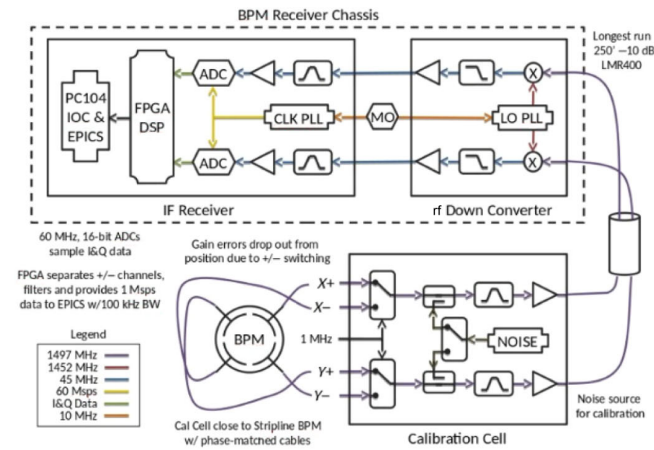 BPM Receiver Chassis
Longest run
250' −10 dB
LMR400
PC104
IOC &
EPICS
FPGA
DSP
ADC
X
CLK PLL
MO
LO PLL
ADC
X
IF Receiver
rf Down Converter
60 MHz, 16-bit ADCs
sample I&Q data
FPGA separates +/− channels,
filters and provides 1 Msps
data to EPICS w/100 kHz BW
Gain errors drop out from
position due to +/− switching
X+
X−
BPM
1 MHz
NOISE
Y+
Y−
Legend
1497 MHz
1452 MHz
45 MHz
60 Msps
I&Q Data
10 MHz
Cal Cell close to Stripline BPM
w/ phase-matched cables
Calibration Cell
Noise source
for calibration